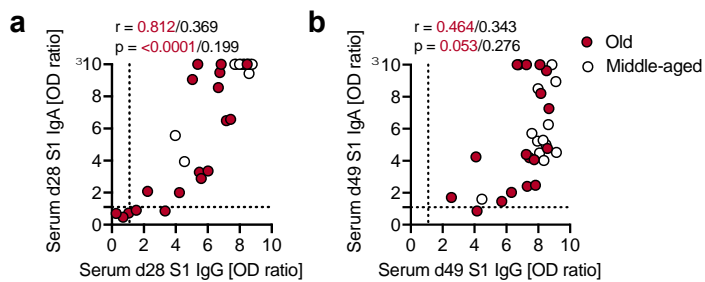 a
r = 0.812/0.369
p = <0.0001/0.199
Serum d28 S1 IgA [OD ratio]
³10
8
6
4
2
0
0 2 4 6 8 10
Serum d28 S1 IgG [OD ratio]
b
r = 0.464/0.343
p = 0.053/0.276
Serum d49 S1 IgA [OD ratio]
³10
8
6
4
2
0
0 2 4 6 8 10
Serum d49 S1 IgG [OD ratio]
Old
Middle-aged